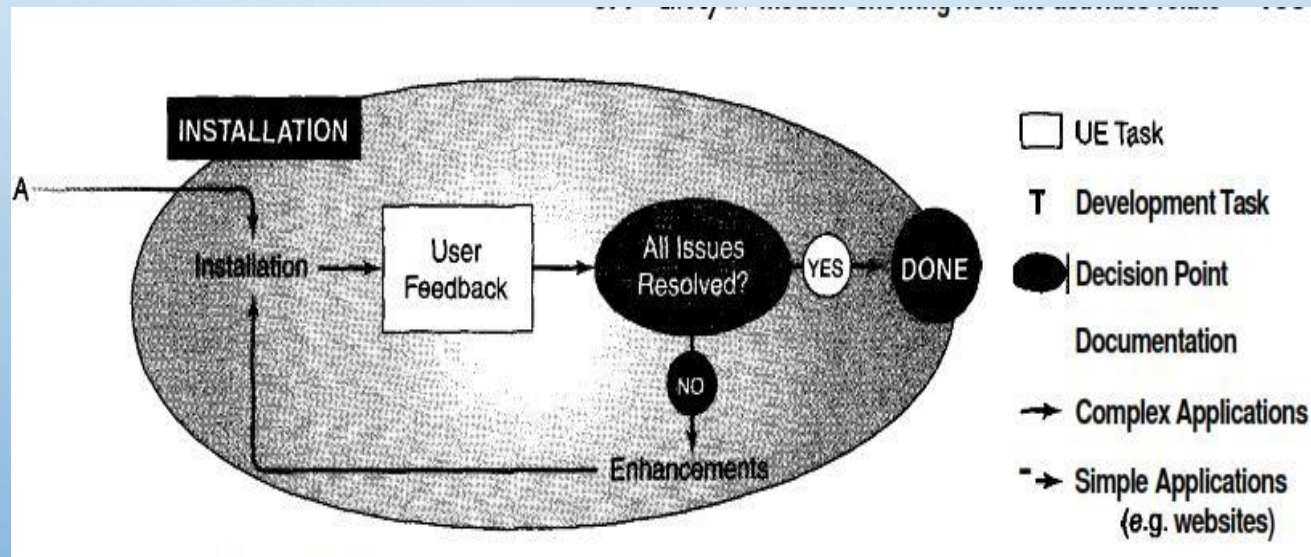 INSTALLATION
A
Installation
User
Feedback
All Issues
Resolved?
YES
DONE
NO
Enhancements
UE Task
T Development Task
Decision Point
Documentation
Complex Applications
Simple Applications
(e.g. websites)